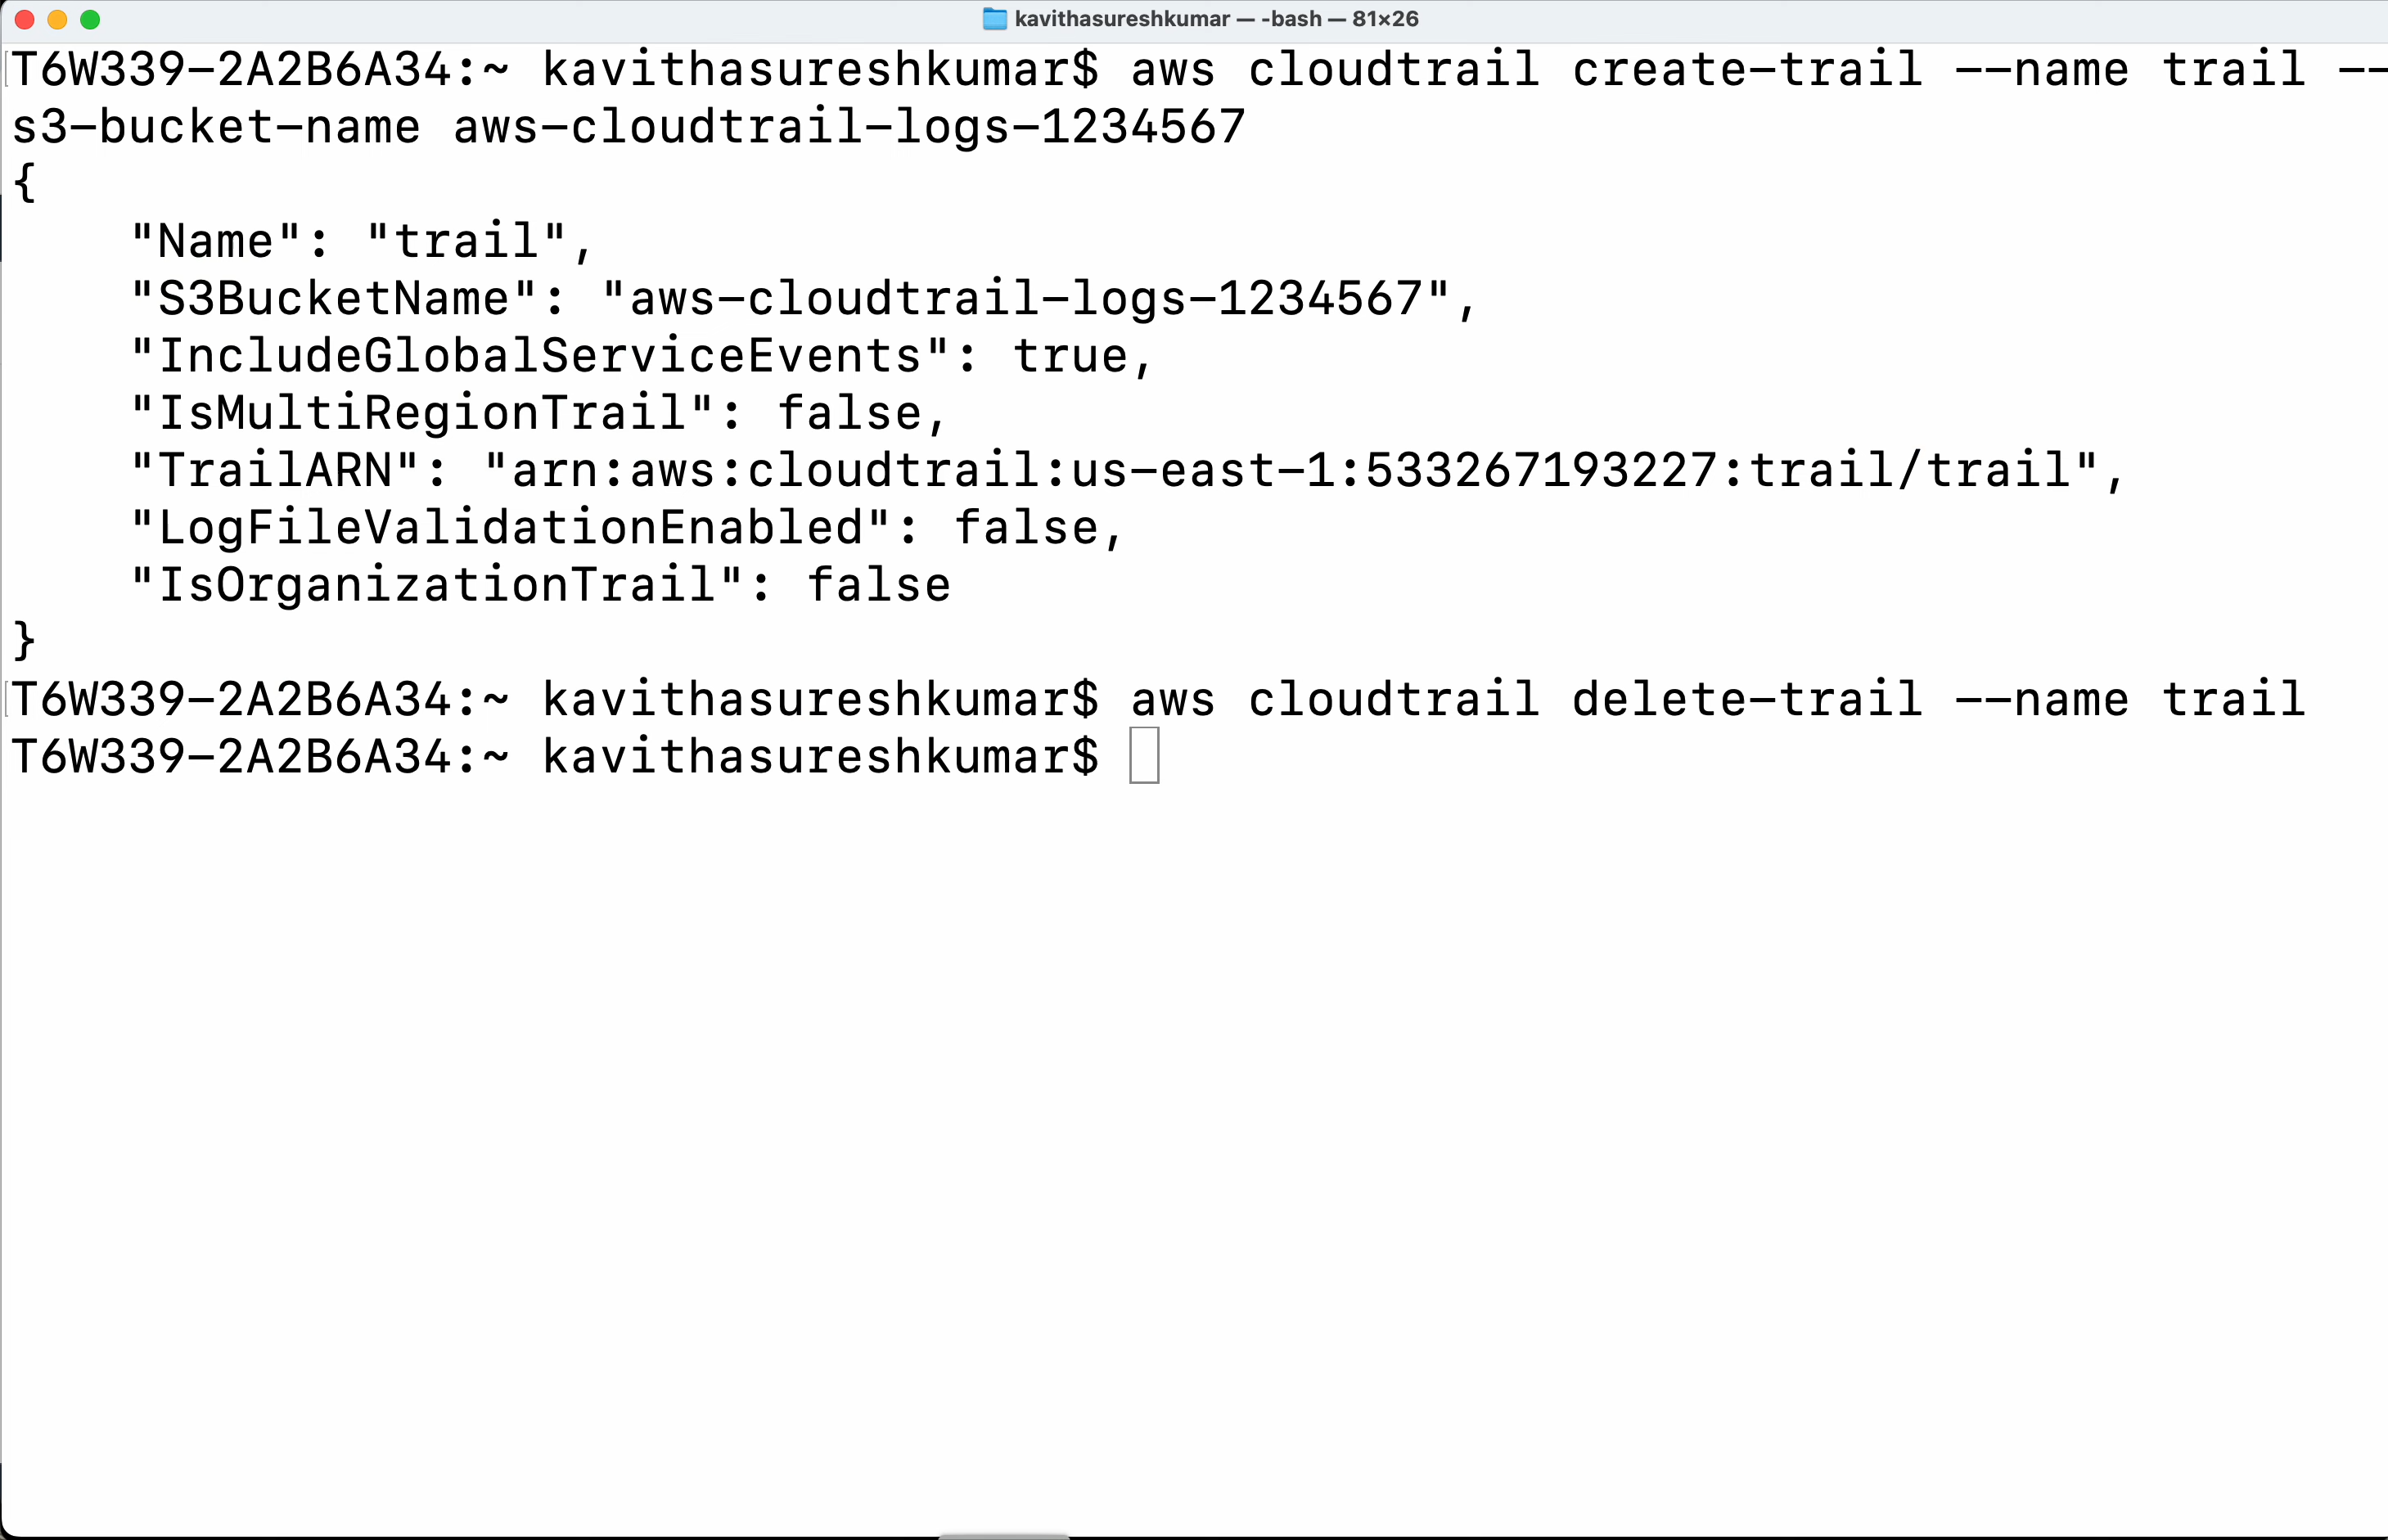 kavithasureshkumar — -bash — 81×26
T6W339-2A2B6A34:~ kavithasureshkumar$ aws cloudtrail create-trail --name trail --
s3-bucket-name aws-cloudtrail-logs-1234567
{
    "Name": "trail",
    "S3BucketName": "aws-cloudtrail-logs-1234567",
    "IncludeGlobalServiceEvents": true,
    "IsMultiRegionTrail": false,
    "TrailARN": "arn:aws:cloudtrail:us-east-1:533267193227:trail/trail",
    "LogFileValidationEnabled": false,
    "IsOrganizationTrail": false
}
T6W339-2A2B6A34:~ kavithasureshkumar$ aws cloudtrail delete-trail --name trail
T6W339-2A2B6A34:~ kavithasureshkumar$